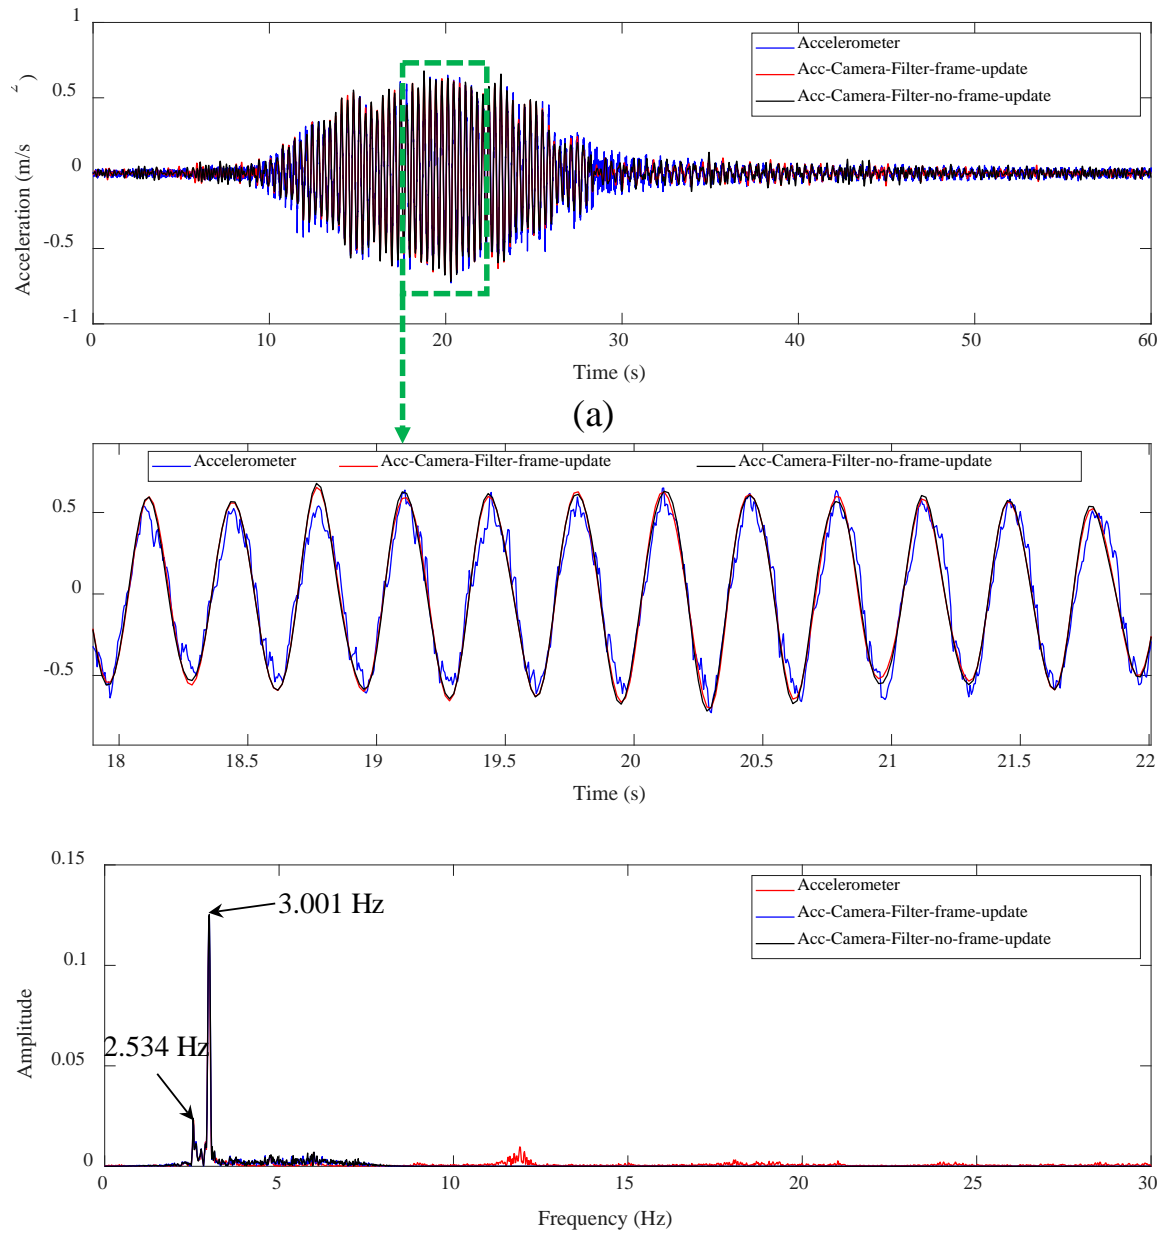 1
0.5
0
-0.5
-1
Acceleration (m/s
2
)
Accelerometer
Acc-Camera-Filter-frame-update
Acc-Camera-Filter-no-frame-update
0 10 20 30 40 50 60
Time (s)
(a)
Accelerometer Acc-Camera-Filter-frame-update Acc-Camera-Filter-no-frame-update
0.5
0
-0.5
18 18.5 19 19.5 20 20.5 21 21.5 22
Time (s)
0.15
0.1
0.05
0
Amplitude
Accelerometer
Acc-Camera-Filter-frame-update
Acc-Camera-Filter-no-frame-update
3.001 Hz
2.534 Hz
0 5 10 15 20 25 30
Frequency (Hz)